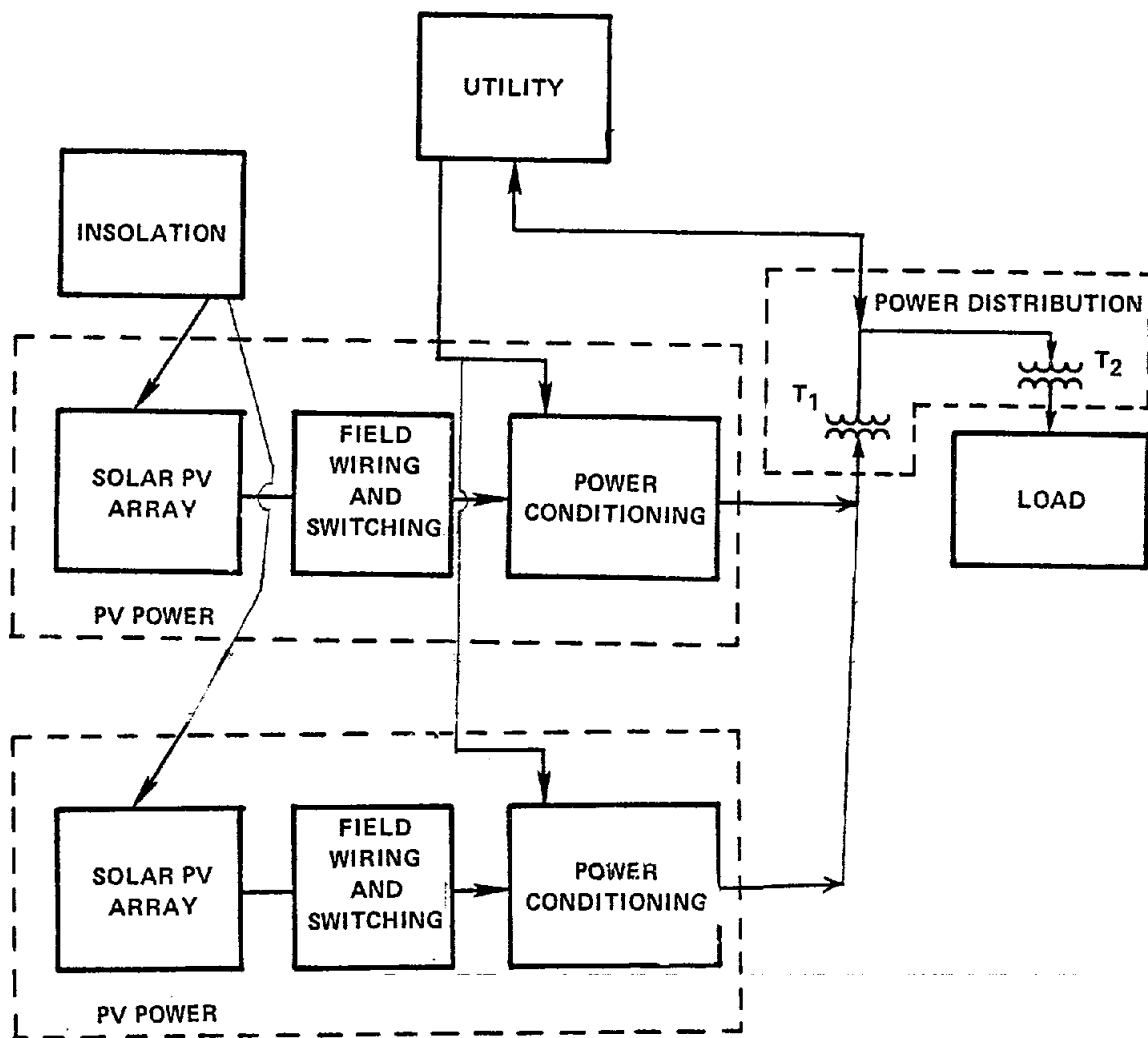 UTILITY
INSOLATION
POWER DISTRIBUTION
T2
T1
SOLAR PV
ARRAY
FIELD
WIRING
AND
SWITCHING
POWER
CONDITIONING
LOAD
PV POWER
SOLAR PV
ARRAY
FIELD
WIRING
AND
SWITCHING
POWER
CONDITIONING
PV POWER